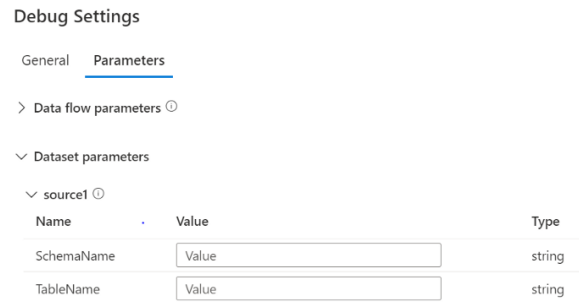 Debug Settings
General Parameters
Data flow parameters
Dataset parameters
source1
Name Value Type
SchemaName Value string
TableName Value string